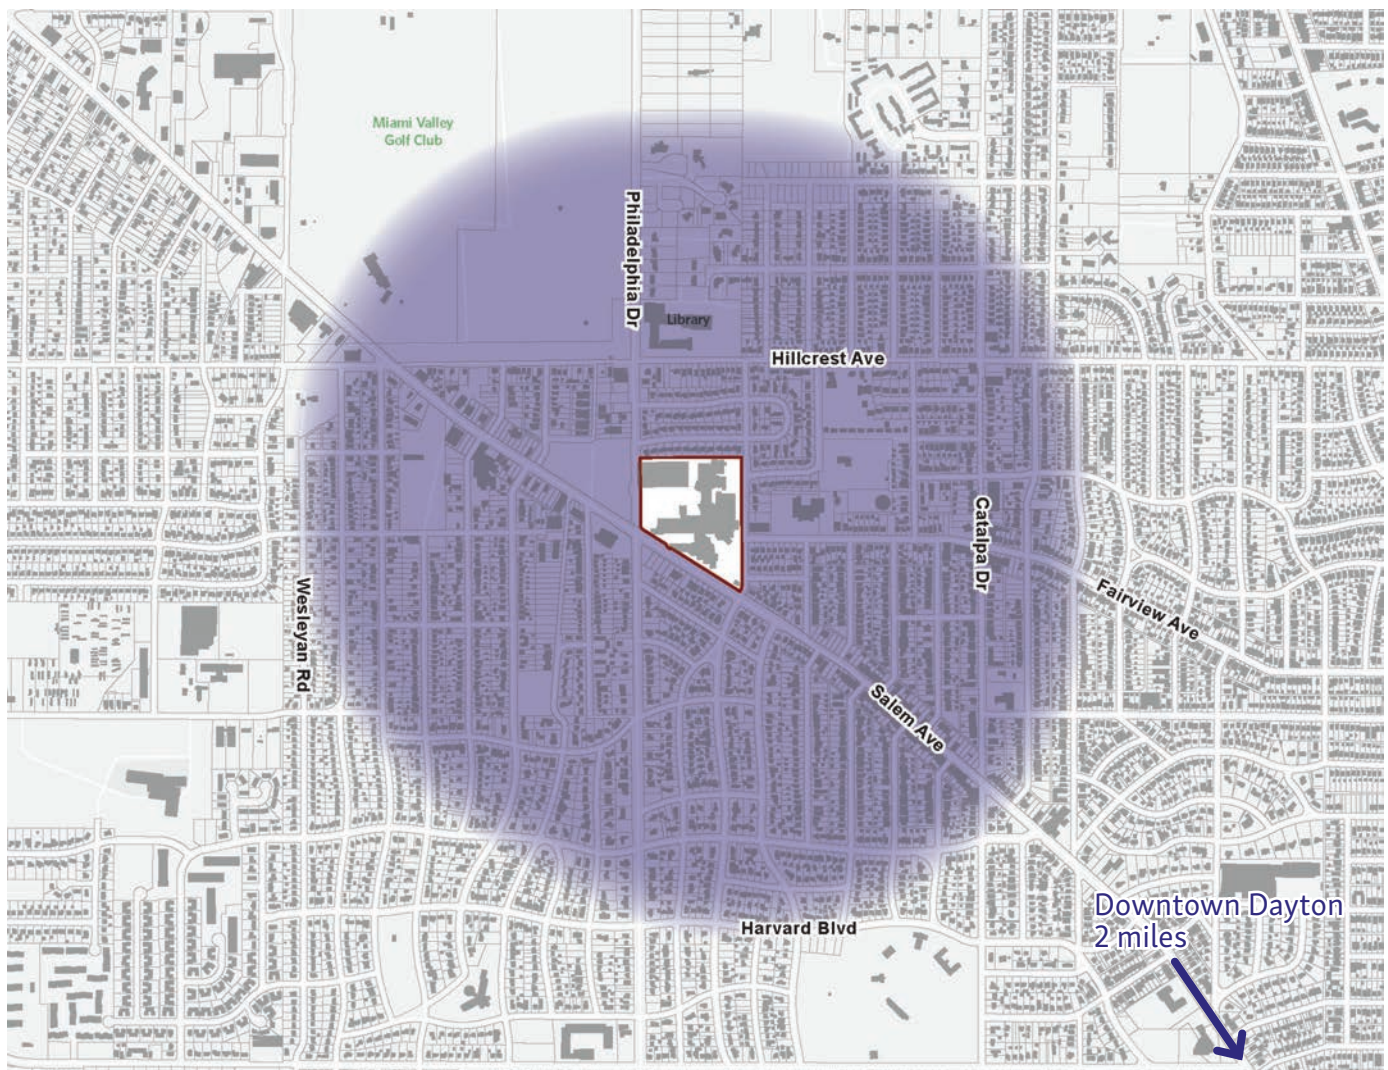 Miami Valley
Golf Club
Philadelphia Dr
Library
Hillcrest Ave
Catalpa Dr
Wesleyan Rd
Fairview Ave
Salem Ave
Downtown Dayton
2 miles
Harvard Blvd